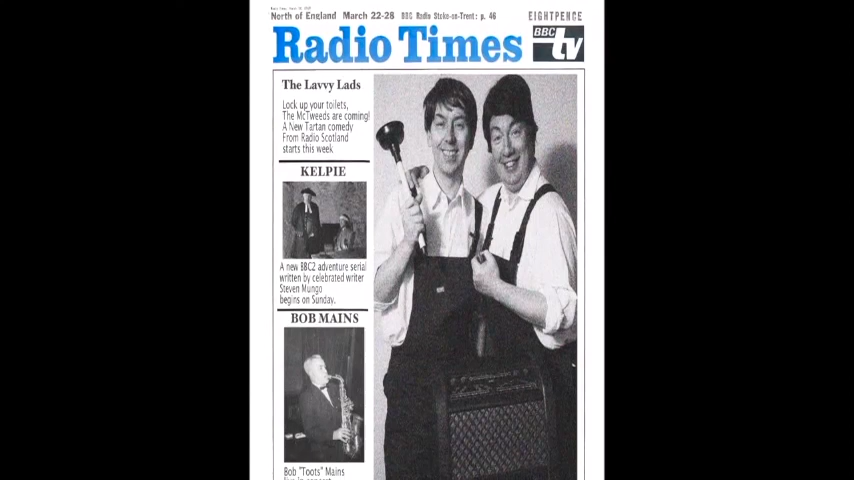 North of England March 22-28 BBC Radio Stoke-on-Trent: p. 46 EIGHTPENCE
Radio Times
BBC tv
The Lavvy Lads
Lock up your toilets,
The McTweeds are coming!
A New Tartan comedy
From Radio Scotland
starts this week
KELPIE
A new BBC2 adventure serial
written by celebrated writer
Steven Mungo
begins on Sunday.
BOB MAINS
Bob "Toots" Mains